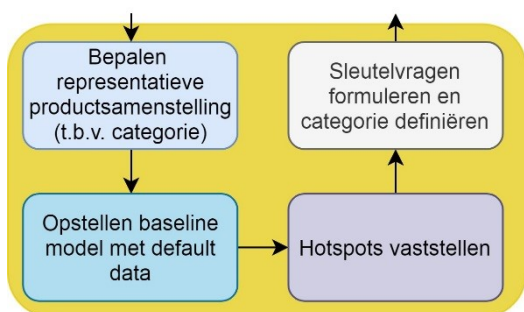 Bepalen
representatieve
productsamenstelling
(t.b.v. categorie)
Opstellen baseline
model met default
data
Hotspots vaststellen
Sleutelvragen
formuleren en
categorie definiëren